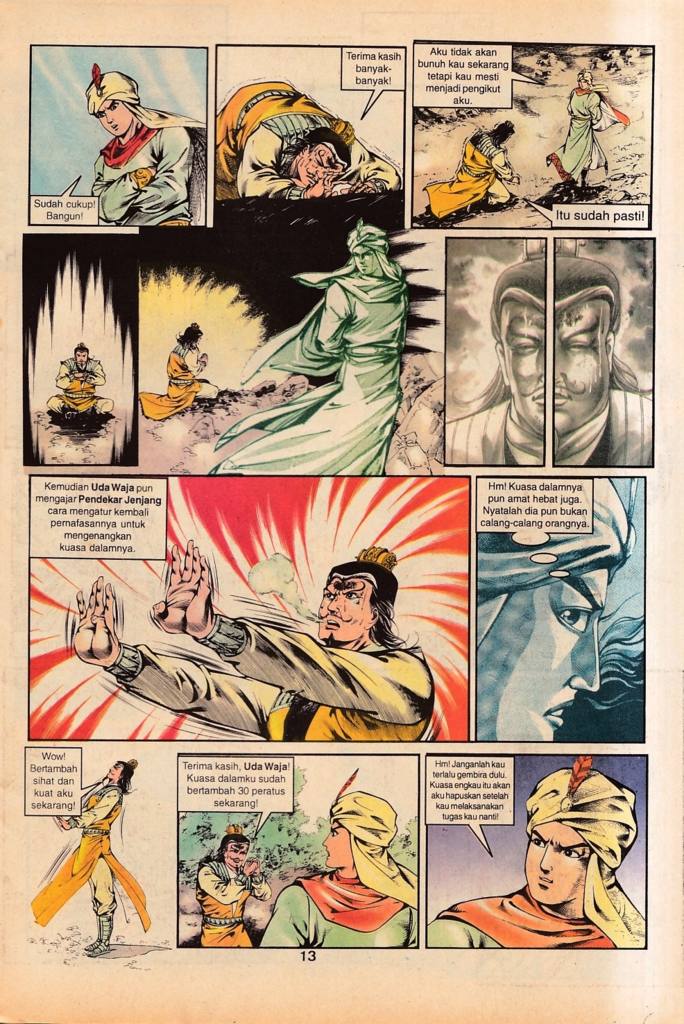 Sudah cukup!
Bangun!
Terima kasih
banyak-
banyak!
Aku tidak akan
bunuh kau sekarang
tetapi kau mesti
menjadi pengikut
aku.
Itu sudah pasti!
Kemudian Uda Waja pun
mengajar Pendekar Jenjang
cara mengatur kembali
pernafasannya untuk
mengenangkan
kuasa dalamnya.
Hm! Kuasa dalamnya
pun amat hebat juga.
Nyatalah dia pun bukan
calang-calang orangnya.
Wow!
Bertambah
sihat dan
kuat aku
sekarang!
Terima kasih, Uda Waja!
Kuasa dalamku sudah
bertambah 30 peratus
sekarang!
Hm! Janganlah kau
terlalu gembira dulu.
Kuasa engkau itu akan
aku hapuskan setelah
kau melaksanakan
tugas kau nanti!
13